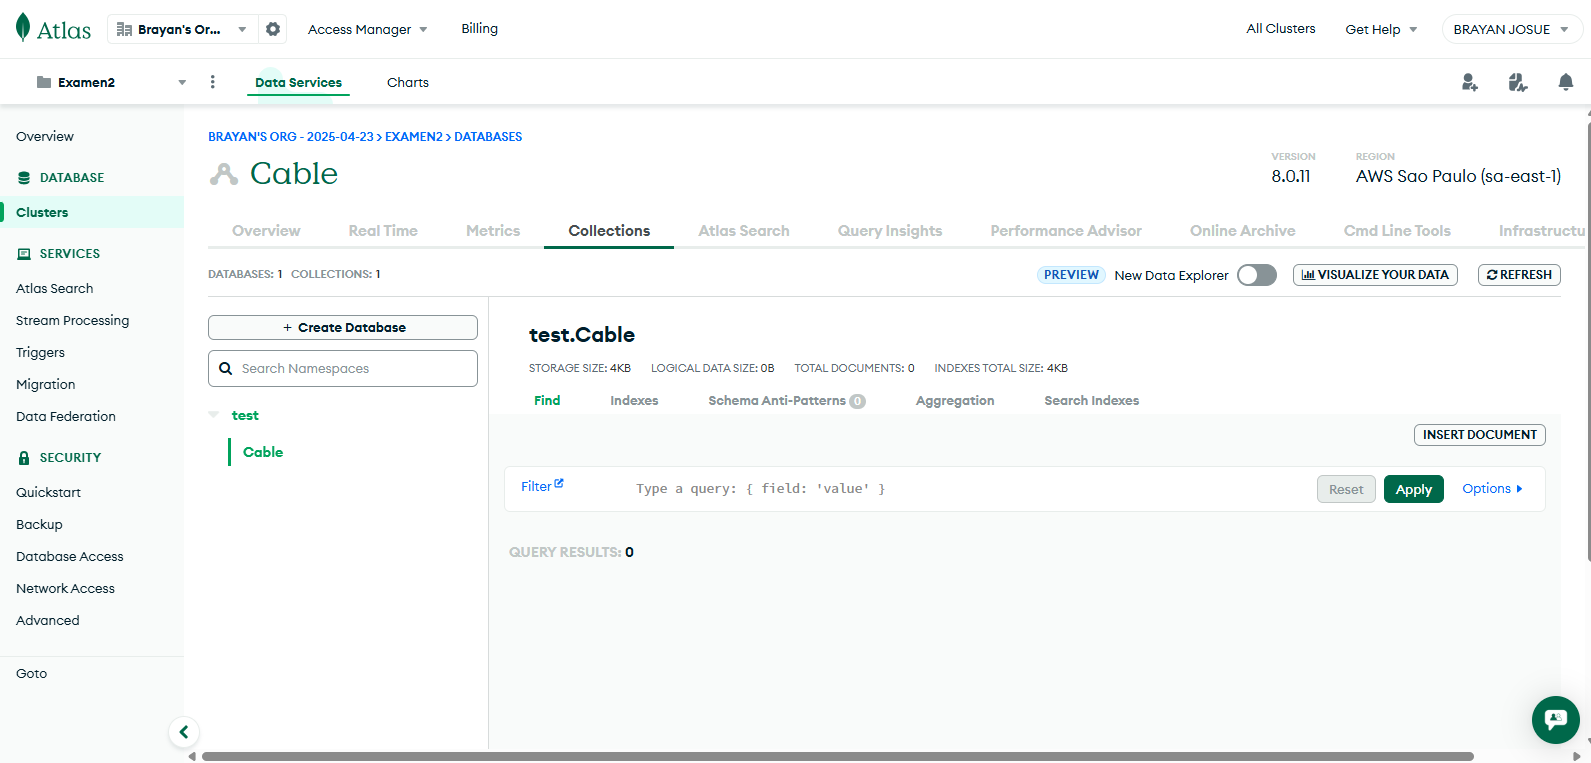 Atlas
Brayan's Or...
Access Manager
Billing
All Clusters
Get Help
BRAYAN JOSUE
Examen2
Data Services
Charts
Overview
DATABASE
Clusters
SERVICES
Atlas Search
Stream Processing
Triggers
Migration
Data Federation
SECURITY
Quickstart
Backup
Database Access
Network Access
Advanced
Goto
BRAYAN'S ORG - 2025-04-23 > EXAMEN2 > DATABASES
Cable
VERSION
8.0.11
REGION
AWS Sao Paulo (sa-east-1)
Overview
Real Time
Metrics
Collections
Atlas Search
Query Insights
Performance Advisor
Online Archive
Cmd Line Tools
Infrastructu
DATABASES: 1 COLLECTIONS: 1
PREVIEW
New Data Explorer
VISUALIZE YOUR DATA
REFRESH
+ Create Database
Search Namespaces
test
Cable
test.Cable
STORAGE SIZE: 4KB LOGICAL DATA SIZE: 0B TOTAL DOCUMENTS: 0 INDEXES TOTAL SIZE: 4KB
Find
Indexes
Schema Anti-Patterns 0
Aggregation
Search Indexes
INSERT DOCUMENT
Filter
Type a query: { field: 'value' }
Reset
Apply
Options
QUERY RESULTS: 0